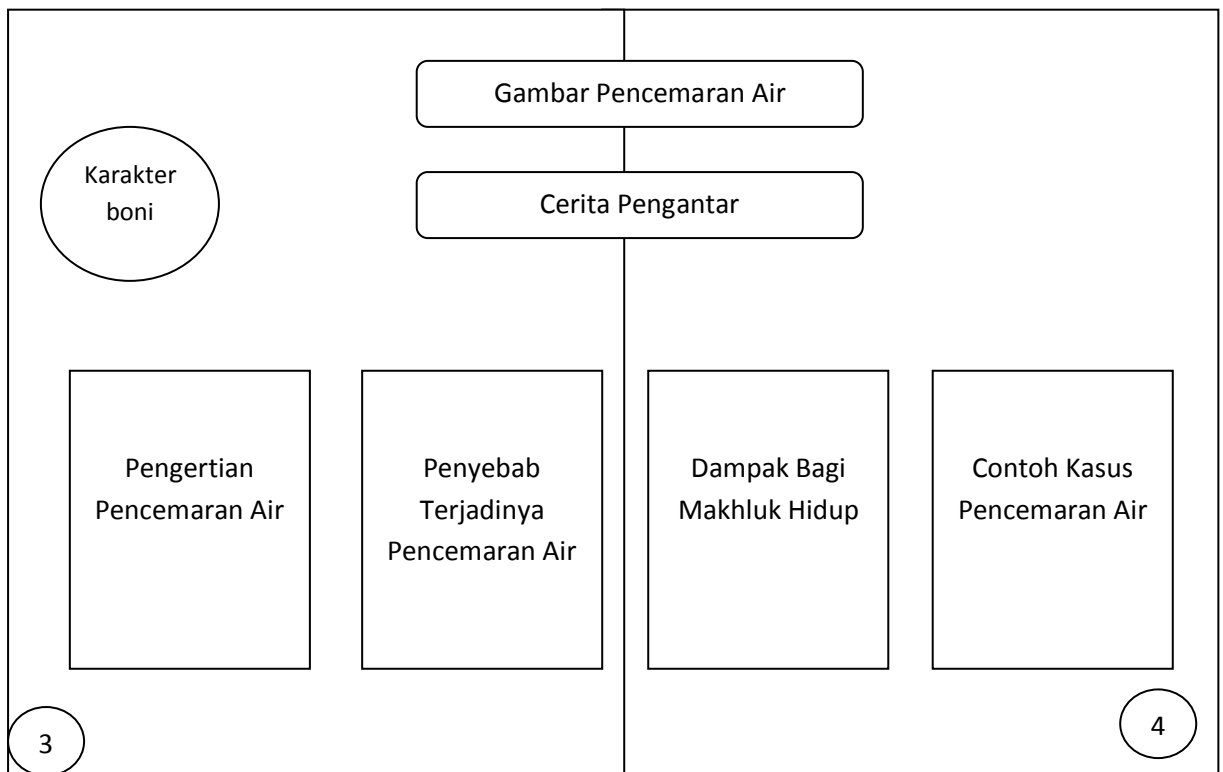 Gambar Pencemaran Air
Karakter
boni
Cerita Pengantar
Pengertian
Pencemaran Air
Penyebab
Terjadinya
Pencemaran Air
Dampak Bagi
Makhluk Hidup
Contoh Kasus
Pencemaran Air
3
4